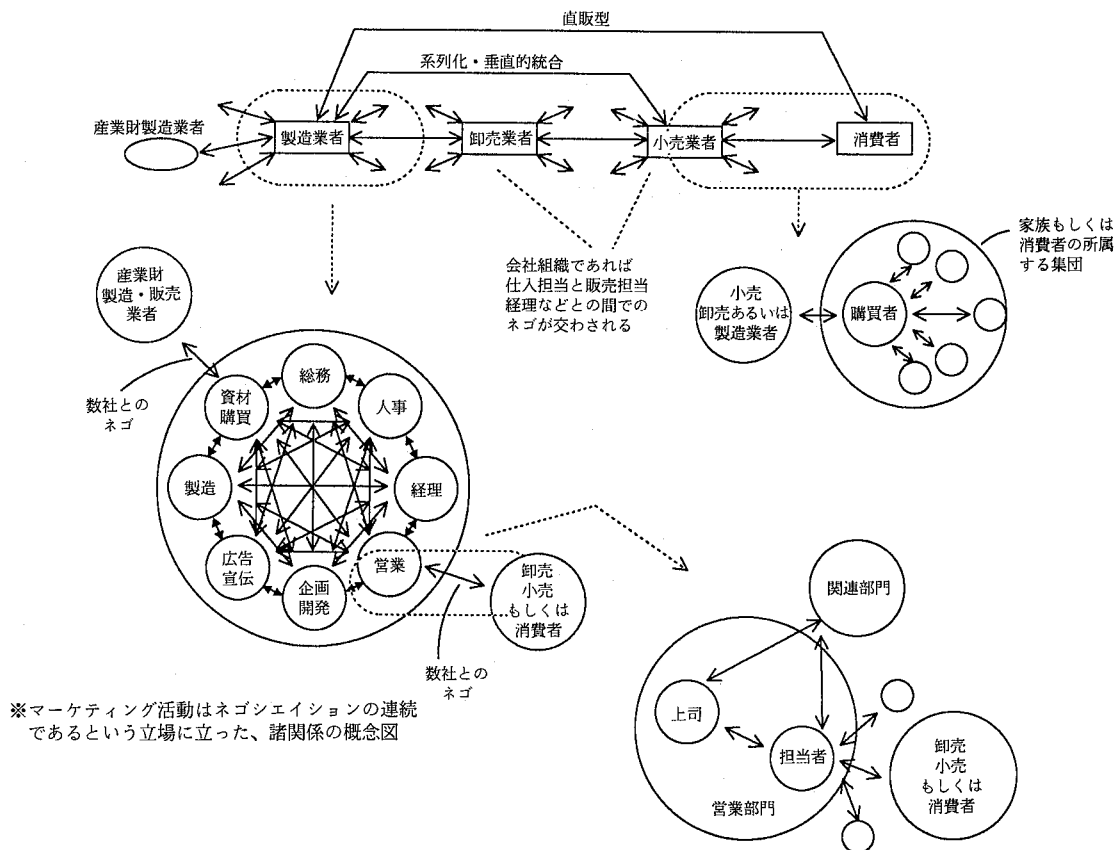 直販型
系列化・垂直的統合
産業財製造業者
製造業者
卸売業者
小売業者
消費者
会社組織であれば
仕入担当と販売担当
経理などとの間での
ネゴが交わされる
家族もしくは
消費者の所属
する集団
小売
卸売あるいは
製造業者
購買者
産業財
製造・販売
業者
数社との
ネゴ
総務
資材
購買
人事
製造
経理
広告
宣伝
営業
企画
開発
卸売
小売
もしくは
消費者
数社との
ネゴ
※マーケティング活動はネゴシエイションの連続
であるという立場に立った、諸関係の概念図
関連部門
上司
担当者
営業部門
卸売
小売
もしくは
消費者